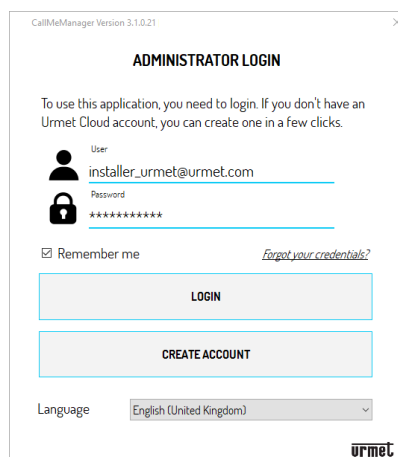 CallMeManager Version 3.1.0.21
ADMINISTRATOR LOGIN
To use this application, you need to login. If you don't have an
Urmet Cloud account, you can create one in a few clicks.
User
installer_urmet@urmet.com
Password
***********
Remember me Forgot your credentials?
LOGIN
CREATE ACCOUNT
Language English (United Kingdom)
urmet